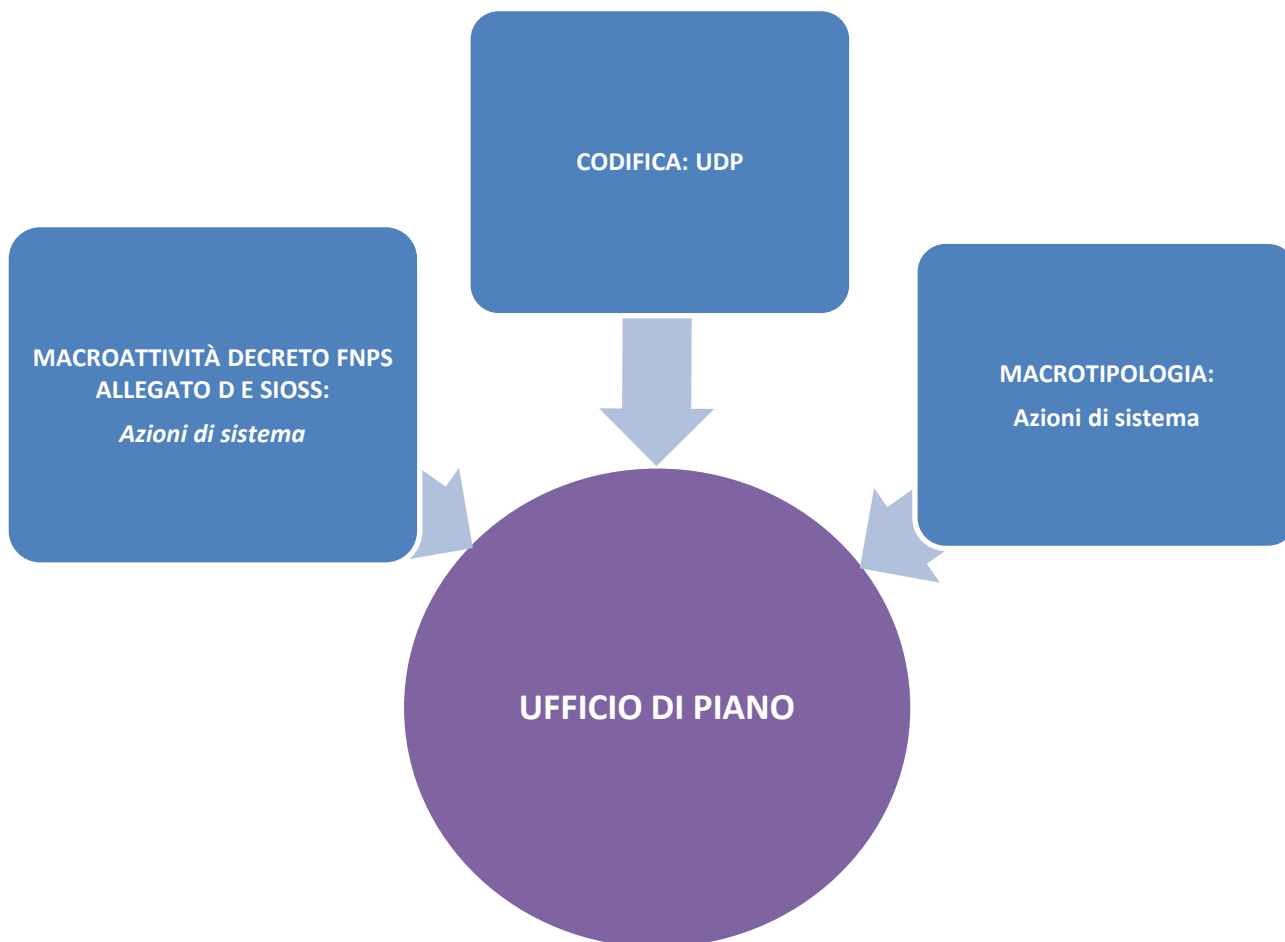 CODIFICA: UDP
MACROATTIVITÀ DECRETO FNPS
ALLEGATO D E SIOSS:
Azioni di sistema
MACROTIPOLOGIA:
Azioni di sistema
UFFICIO DI PIANO